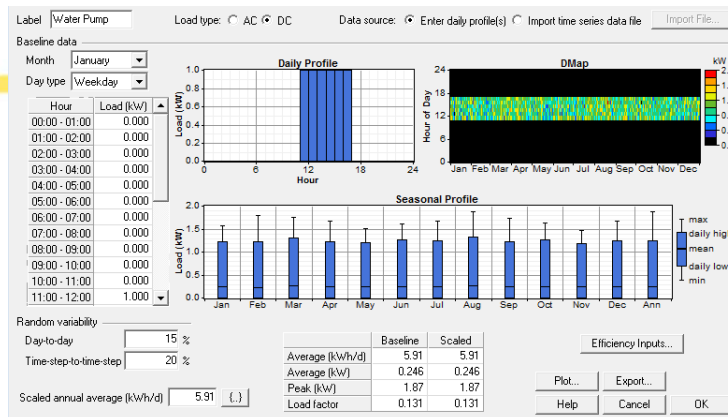 Label Water Pump Load type: AC DC Data source: Enter daily profile(s) Import time series data file Import File...
Baseline data
Month January
Day type Weekday
Hour Load (kW)
00:00 - 01:00 0.000
01:00 - 02:00 0.000
02:00 - 03:00 0.000
03:00 - 04:00 0.000
04:00 - 05:00 0.000
05:00 - 06:00 0.000
06:00 - 07:00 0.000
07:00 - 08:00 0.000
08:00 - 09:00 0.000
09:00 - 10:00 0.000
10:00 - 11:00 0.000
11:00 - 12:00 1.000
Daily Profile
Load (kW)
1.0
0.8
0.6
0.4
0.2
0.0
0 6 12 18 24
Hour
DMap
Hour of Day
24
18
12
6
0
Jan Feb Mar Apr May Jun Jul Aug Sep Oct Nov Dec
kW
Seasonal Profile
Load (kW)
2.0
1.5
1.0
0.5
0.0
Jan Feb Mar Apr May Jun Jul Aug Sep Oct Nov Dec Ann
max
daily high
mean
daily low
min
Random variability
Day-to-day 15 %
Time-step-to-time-step 20 %
Scaled annual average (kWh/d) 5.91 {..}
Baseline Scaled
Average (kWh/d) 5.91 5.91
Average (kW) 0.246 0.246
Peak (kW) 1.87 1.87
Load factor 0.131 0.131
Efficiency Inputs...
Plot... Export...
Help Cancel OK